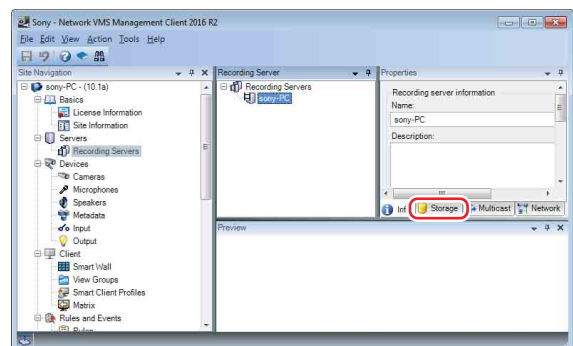 Sony - Network VMS Management Client 2016 R2
File Edit View Action Tools Help
Site Navigation
sony-PC - (10.1a)
Basics
License Information
Site Information
Servers
Recording Servers
Devices
Cameras
Microphones
Speakers
Metadata
Input
Output
Client
Smart Wall
View Groups
Smart Client Profiles
Matrix
Rules and Events
Rules
Recording Server
Recording Servers
sony-PC
Properties
Recording server information
Name:
sony-PC
Description:
Inf Storage Multicast Network
Preview